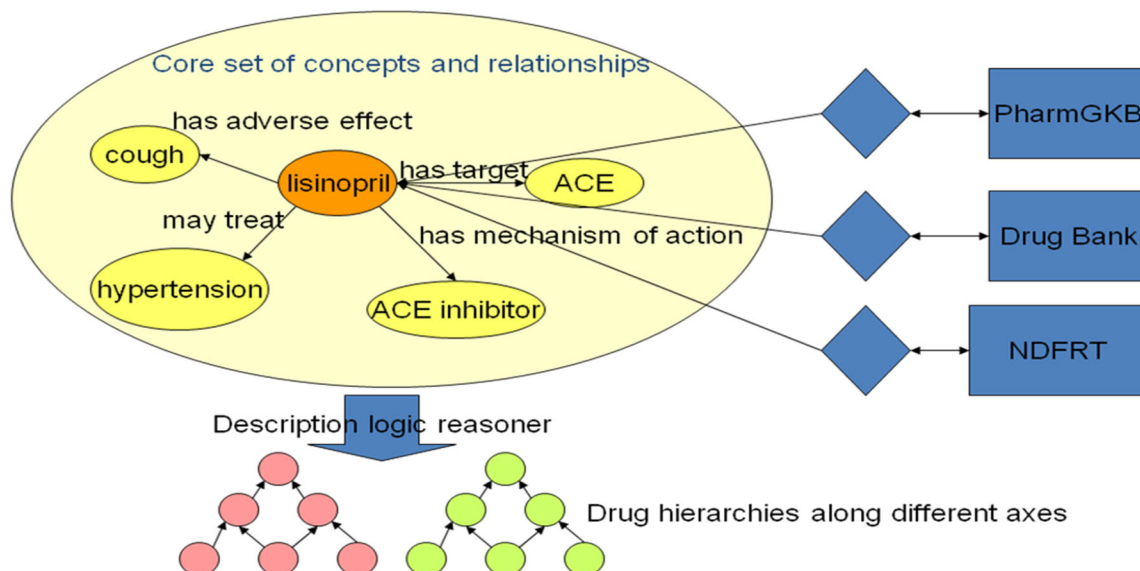 Core set of concepts and relationships
has adverse effect
cough
lisinopril
has target
ACE
may treat
has mechanism of action
hypertension
ACE inhibitor
PharmGKB
Drug Bank
NDFRT
Description logic reasoner
Drug hierarchies along different axes